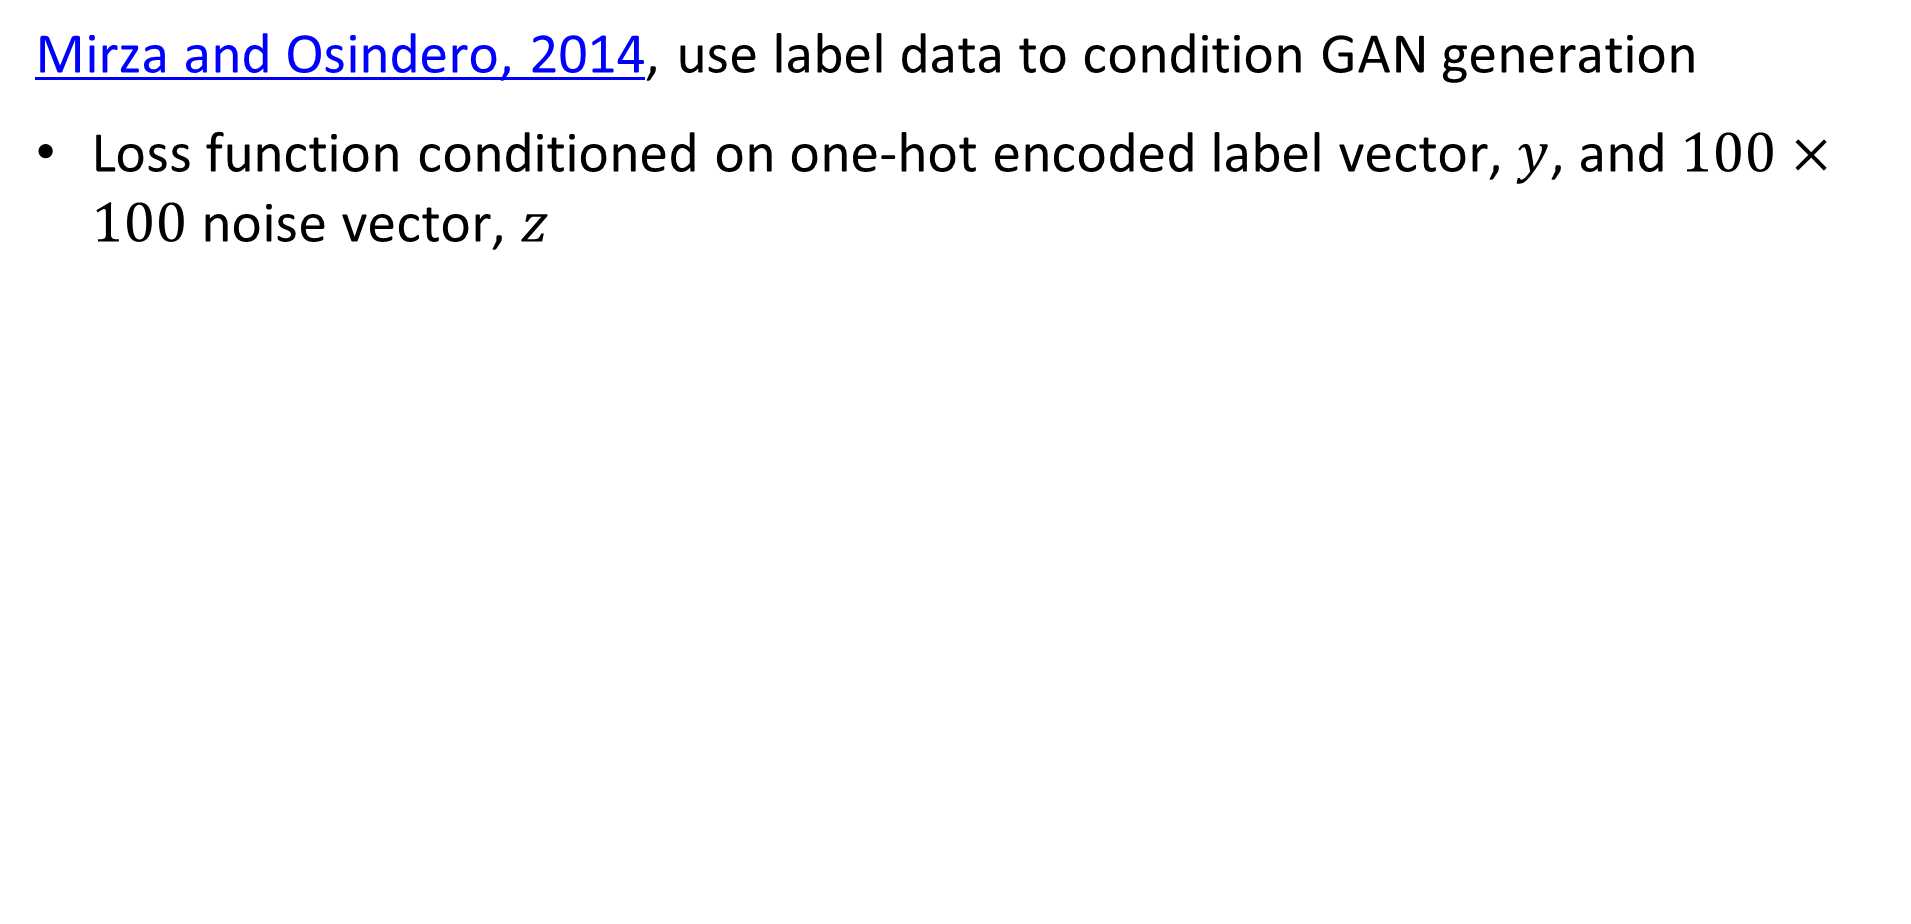 Mirza and Osindero, 2014, use label data to condition GAN generation
• Loss function conditioned on one-hot encoded label vector, y, and 100 ×
100 noise vector, z